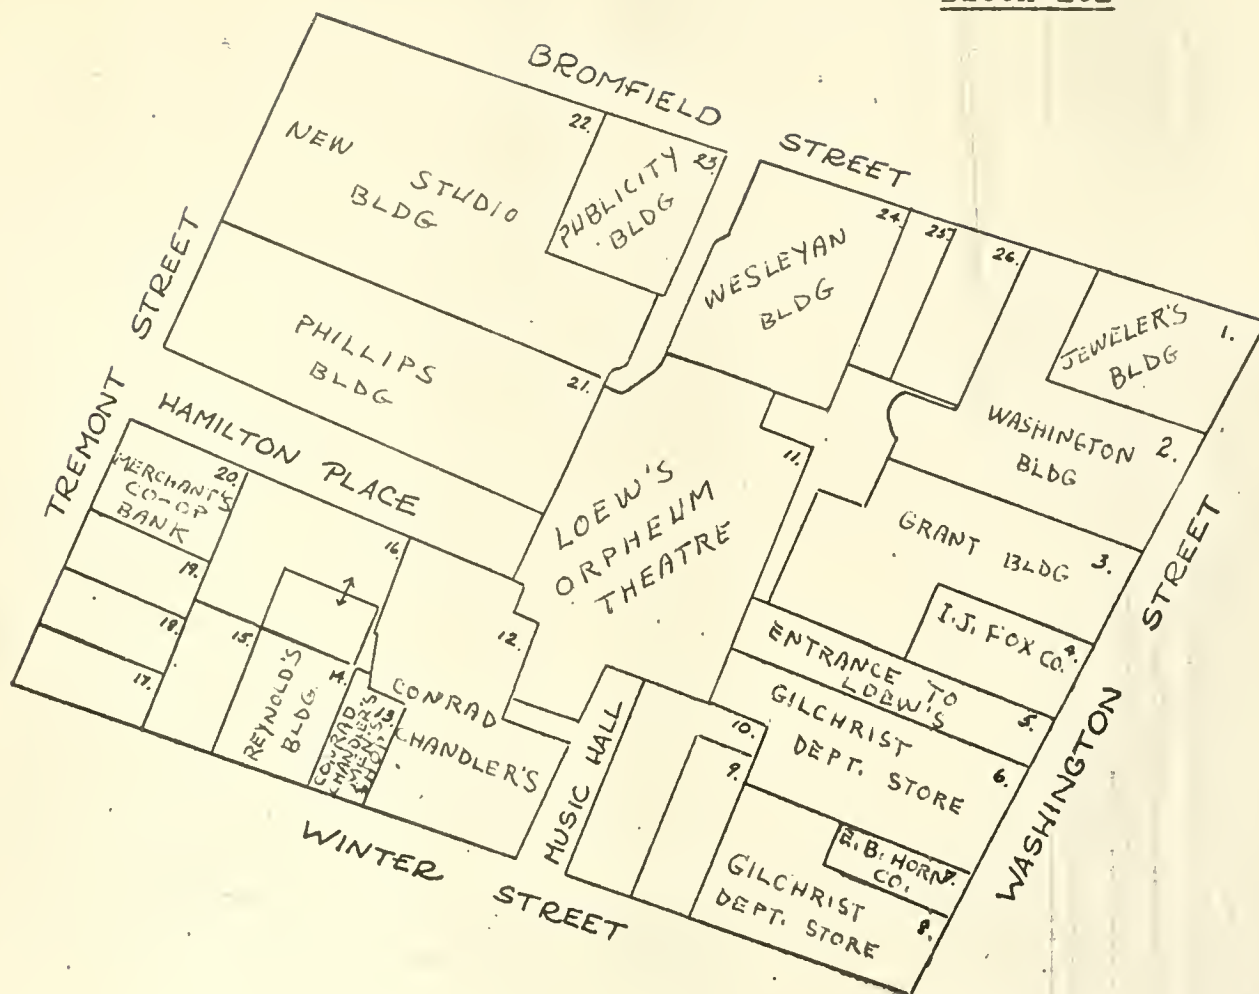 BROMFIELD STREET
NEW STUDIO BLDG
22.
PUBLICITY BLDG
23.
WESLEYAN BLDG
24.
25.
26.
JEWELER'S BLDG
1.
WASHINGTON BLDG
2.
PHILLIPS BLDG
21.
TREMONT STREET
HAMILTON PLACE
LOEW'S ORPHEUM THEATRE
11.
GRANT BLDG
3.
I.J. FOX CO.
4.
ENTRANCE TO LOEW'S
5.
MERCHANT'S CO-OP BANK
20.
19.
18.
17.
16.
15.
REYNOLD'S BLDG.
14.
CONRAD CHANDLER'S MEN'S SHOPS
13.
CONRAD CHANDLER'S
12.
MUSIC HALL
10.
9.
GILCHRIST DEPT. STORE
6.
E. B. HORN CO.
7.
GILCHRIST DEPT. STORE
8.
WINTER STREET
WASHINGTON STREET